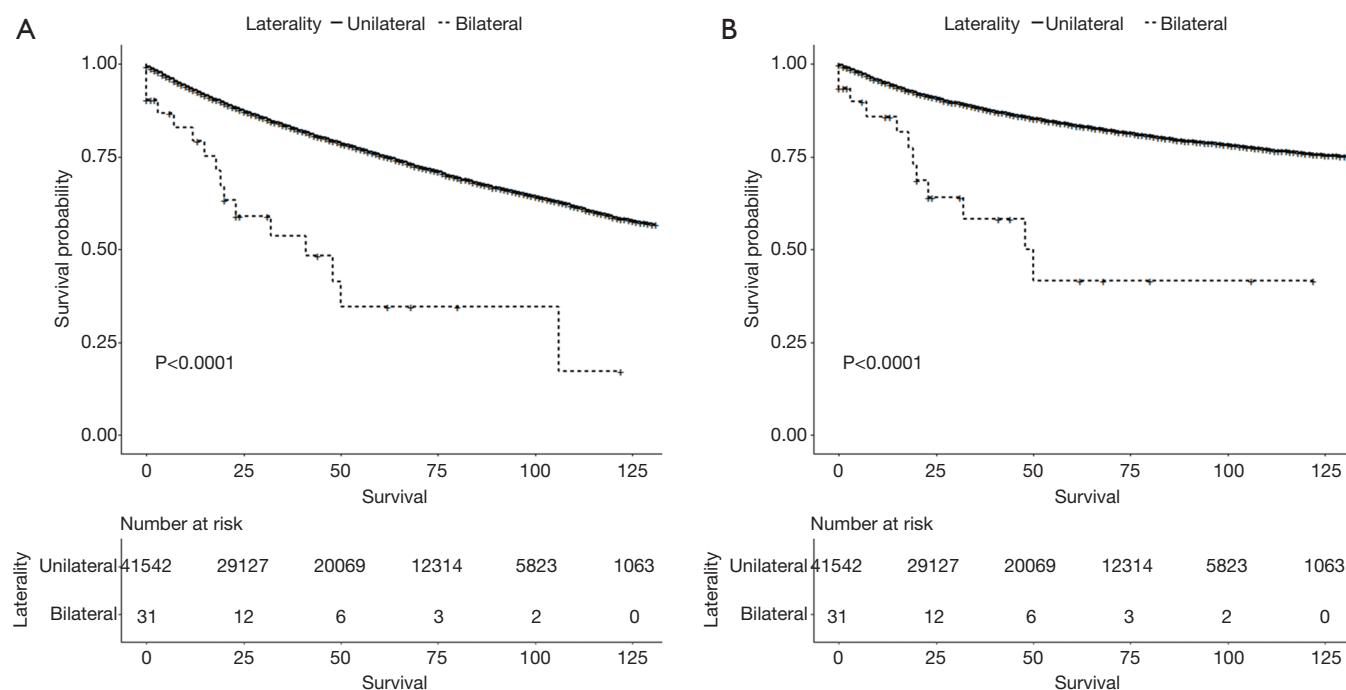 A
Laterality Unilateral Bilateral
1.00
0.75
0.50
0.25
0.00
Survival probability
P<0.0001
0 25 50 75 100 125
Survival
Number at risk
Laterality
Unilateral 41542 29127 20069 12314 5823 1063
Bilateral 31 12 6 3 2 0
0 25 50 75 100 125
Survival
B
Laterality Unilateral Bilateral
1.00
0.75
0.50
0.25
0.00
Survival probability
P<0.0001
0 25 50 75 100 125
Survival
Number at risk
Laterality
Unilateral 41542 29127 20069 12314 5823 1063
Bilateral 31 12 6 3 2 0
0 25 50 75 100 125
Survival